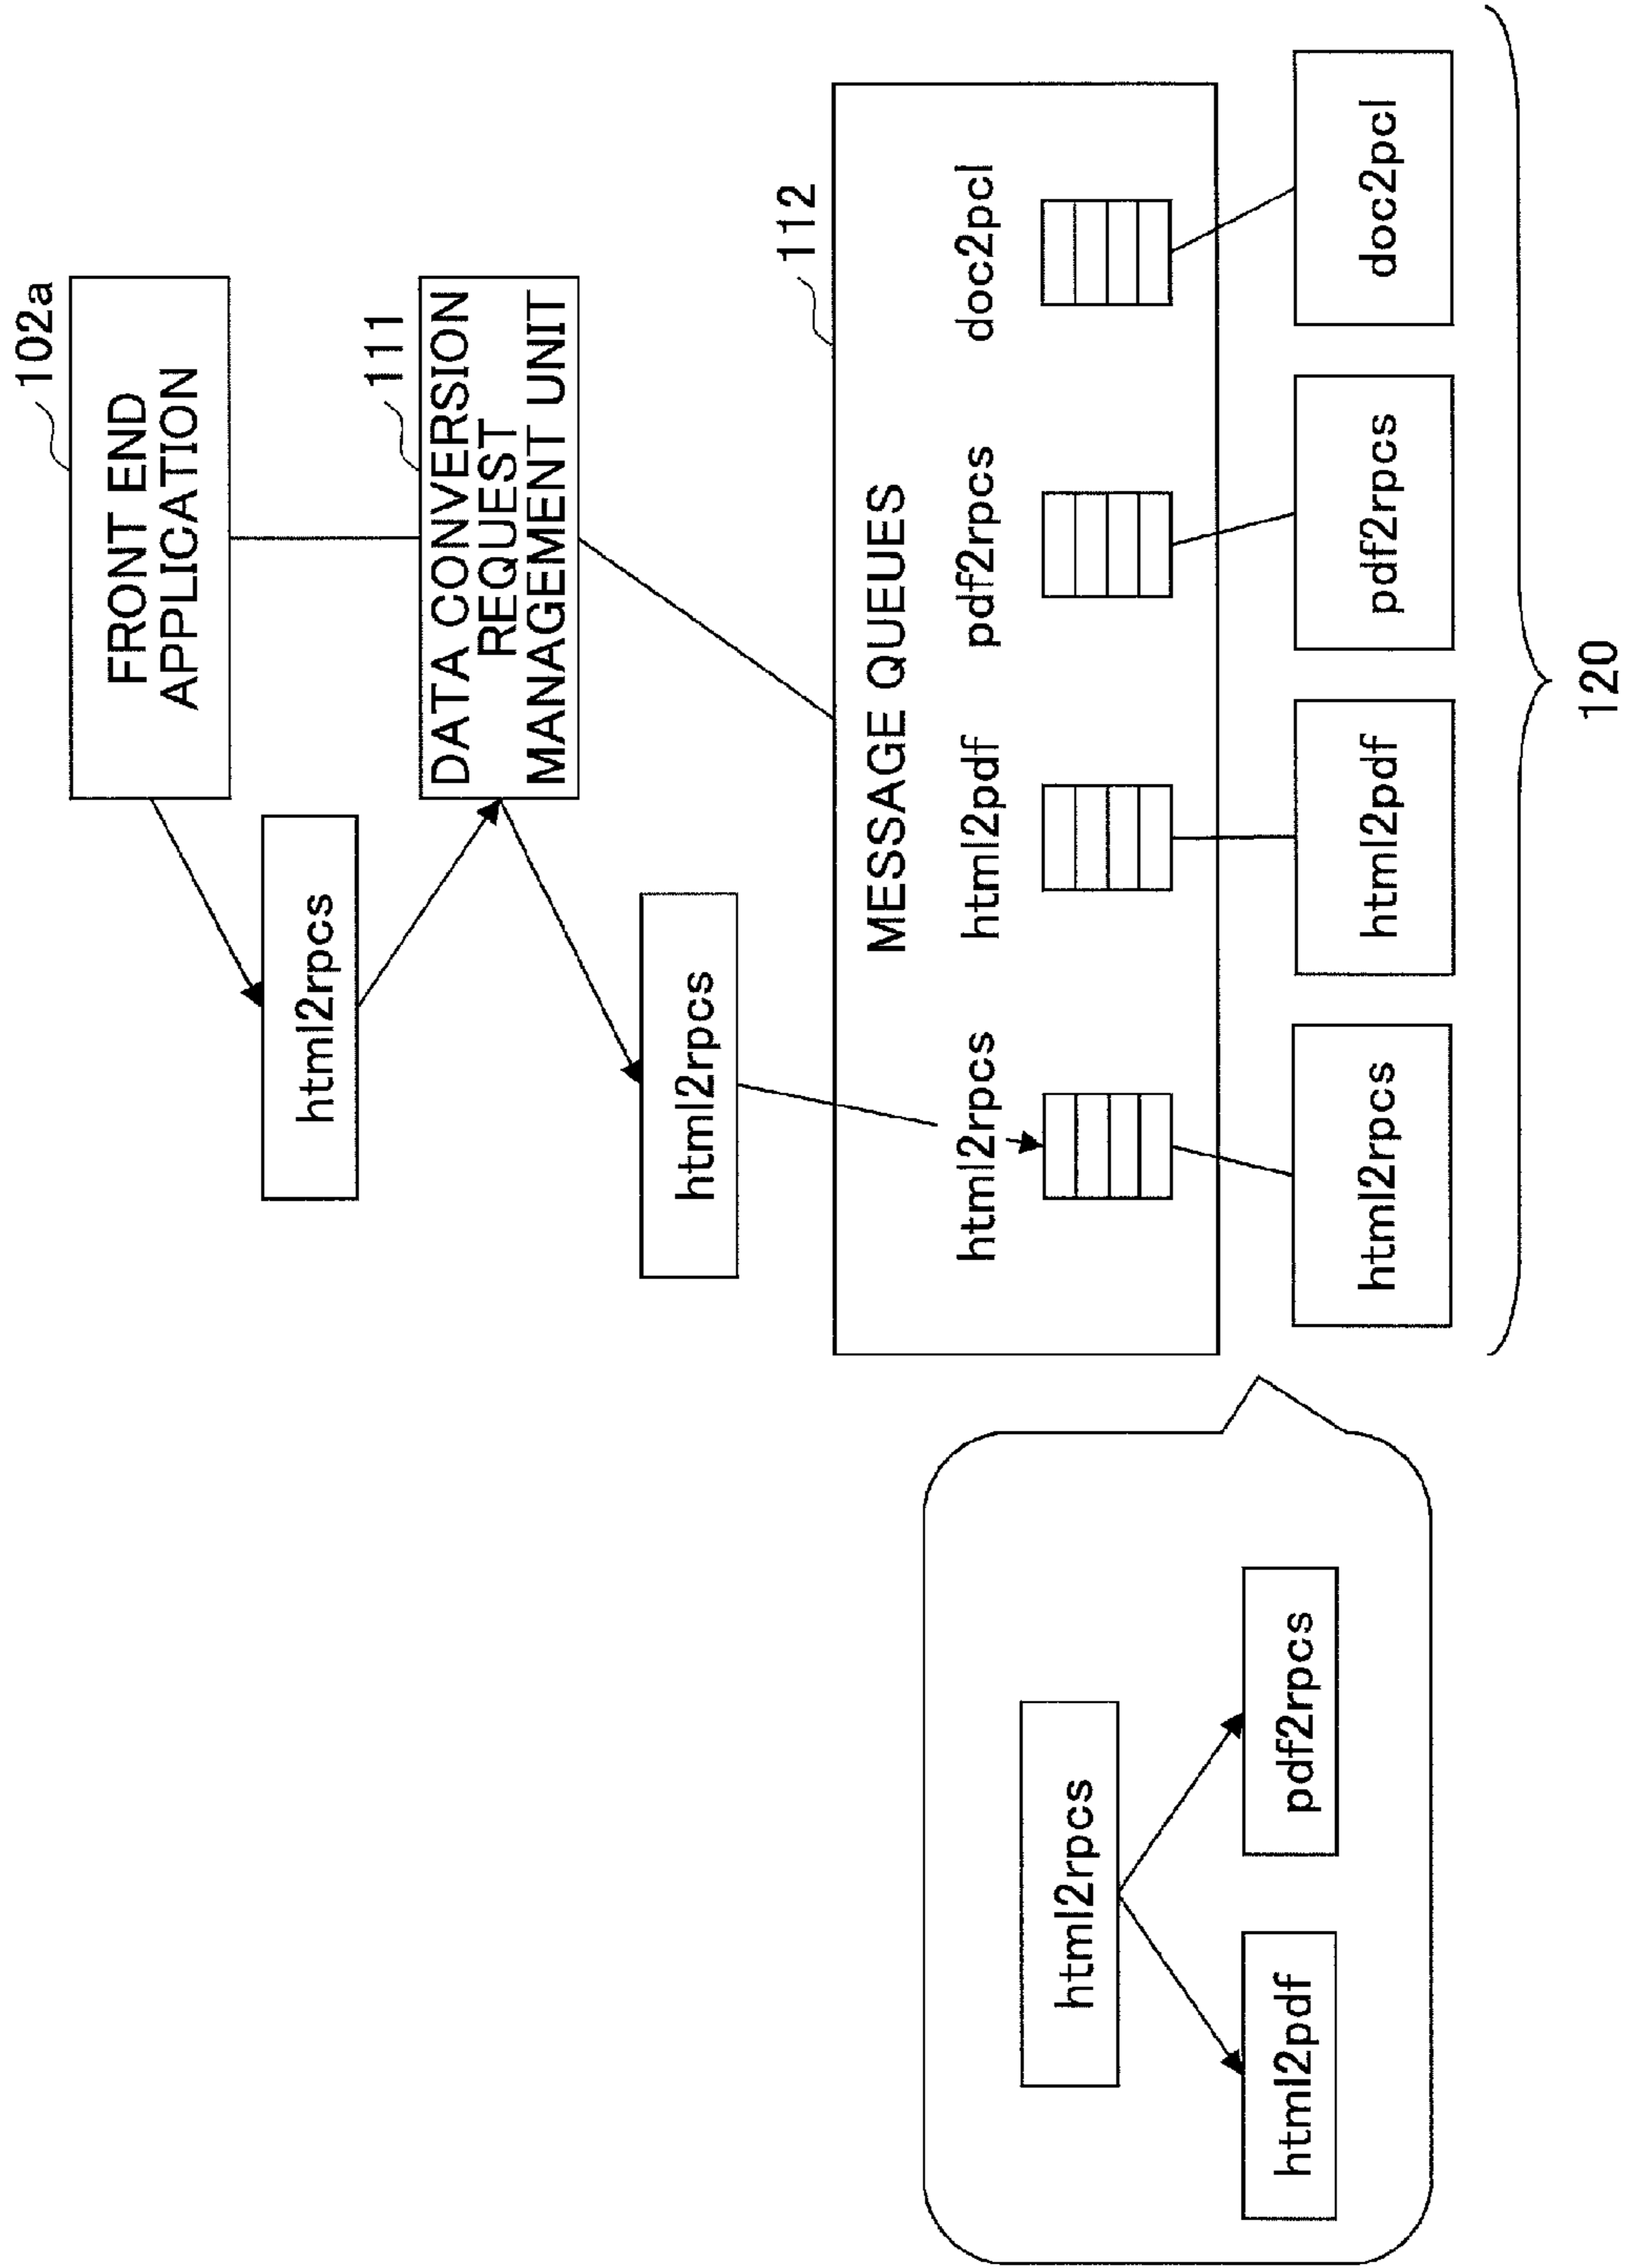 102a
FRONT END
APPLICATION
html2rpcs
111
DATA CONVERSION
REQUEST
MANAGEMENT UNIT
html2rpcs
112
MESSAGE QUEUES
html2rpcs
html2pdf
pdf2rpcs
doc2pcl
html2rpcs
html2pdf
pdf2rpcs
doc2pcl
120
html2rpcs
html2pdf
pdf2rpcs